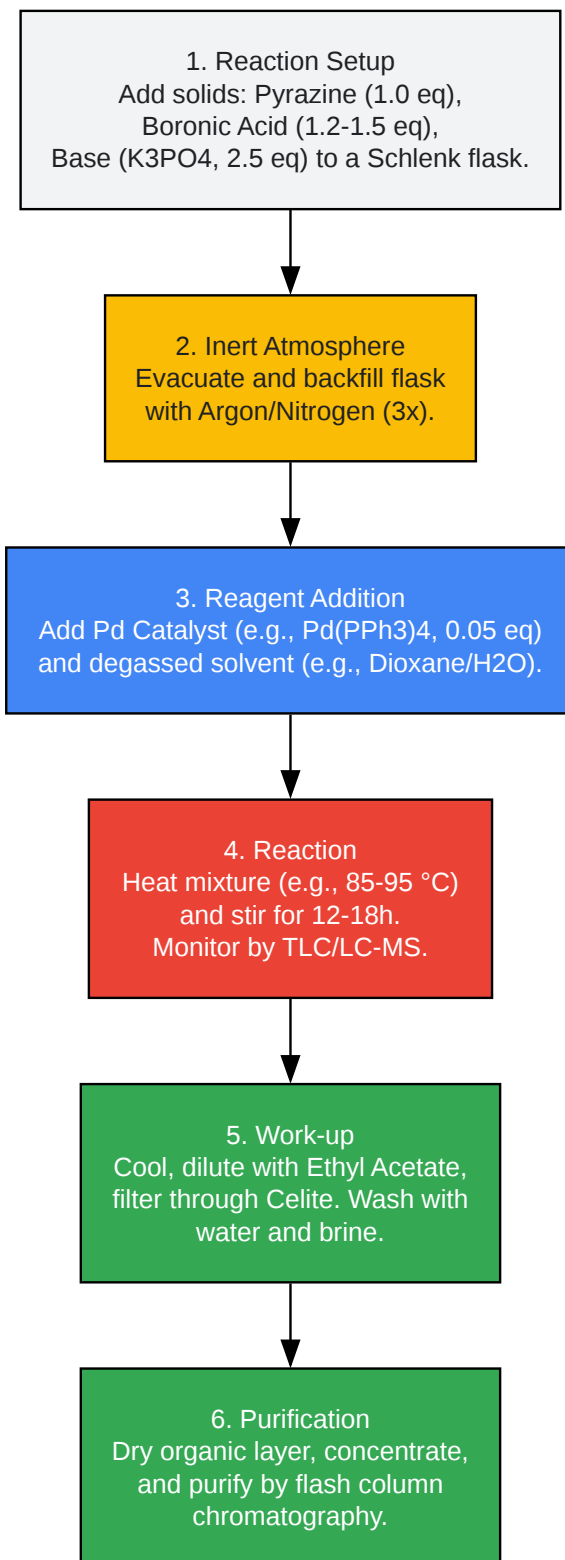 1. Reaction Setup
Add solids: Pyrazine (1.0 eq),
Boronic Acid (1.2-1.5 eq),
Base (K3PO4, 2.5 eq) to a Schlenk flask.
2. Inert Atmosphere
Evacuate and backfill flask
with Argon/Nitrogen (3x).
3. Reagent Addition
Add Pd Catalyst (e.g., Pd(PPh3)4, 0.05 eq)
and degassed solvent (e.g., Dioxane/H2O).
4. Reaction
Heat mixture (e.g., 85-95 °C)
and stir for 12-18h.
Monitor by TLC/LC-MS.
5. Work-up
Cool, dilute with Ethyl Acetate,
filter through Celite. Wash with
water and brine.
6. Purification
Dry organic layer, concentrate,
and purify by flash column
chromatography.